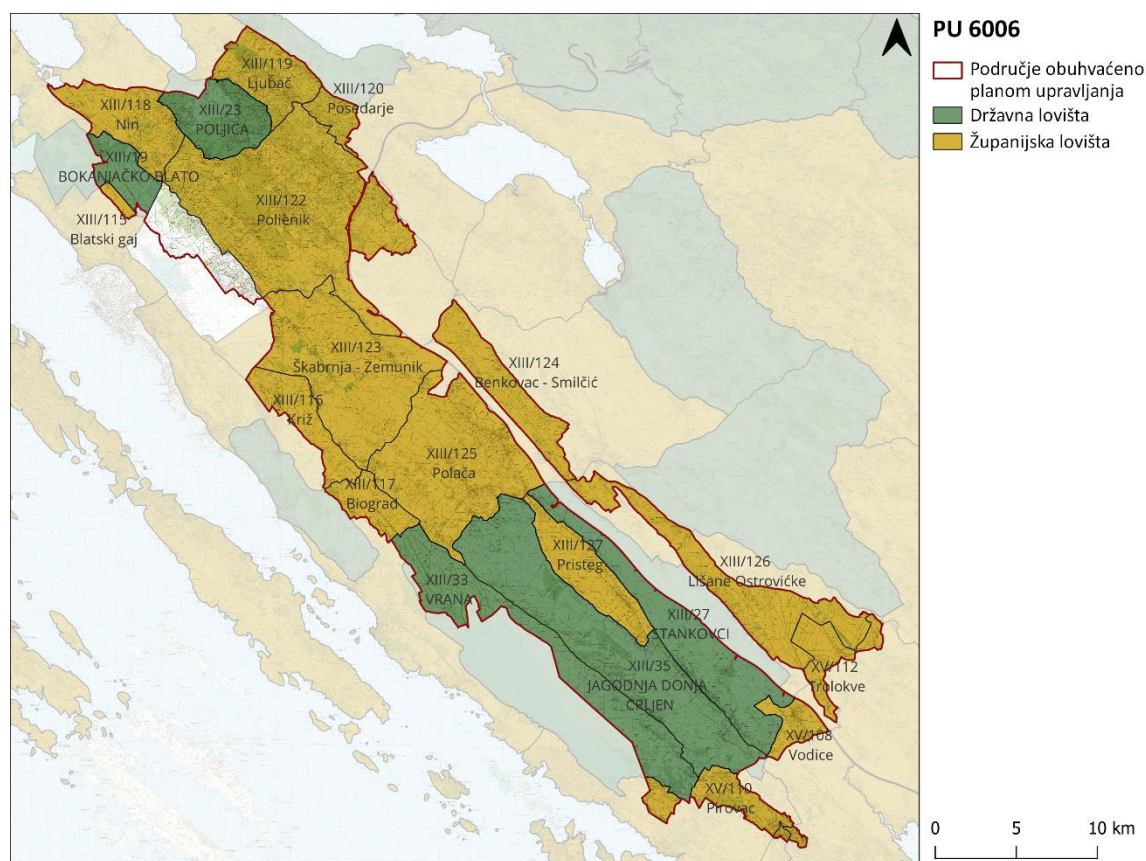 PU 6006
Područje obuhvaćeno
planom upravljanja
Državna lovišta
Županijska lovišta
XIII/119
Ljubač
XIII/120
Posedarje
XIII/118
Nin
XIII/23
POLJICA
XIII/19
BOKANJAČKO BLATO
XIII/122
Poličnik
XIII/115
Blatski gaj
XIII/123
Škabrnja - Zemunik
XIII/124
Benkovac - Smilčić
XIII/116
Križ
XIII/125
Polača
XIII/117
Biograd
XIII/127
Pristeg
XIII/126
Lišane Ostrovičke
XIII/33
VRANA
XIII/27
STANKOVCI
XIII/35
JAGODNJA DONJA -
CRLJEN
XV/112
Trolokve
XV/108
Vodice
XV/110
Pirovac
0 5 10 km